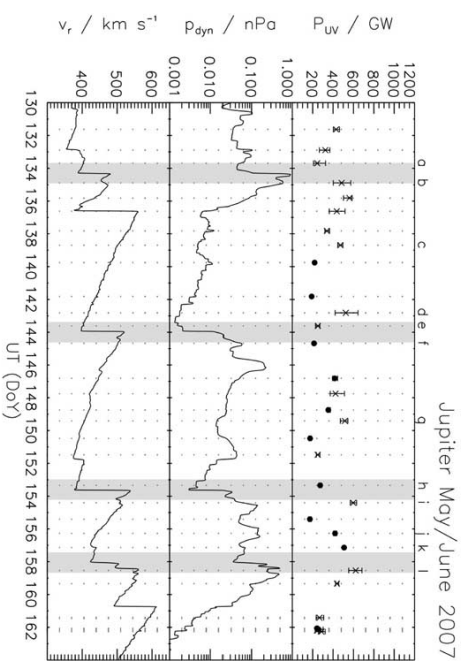 Jupiter May/June 2007
a b c d e f g h i j k l
P_UV / GW
1200
1000
800
600
400
200
p_dyn / nPa
1.000
0.100
0.010
0.001
v_r / km s⁻¹
600
500
400
130 132 134 136 138 140 142 144 146 148 150 152 154 156 158 160 162
UT (DoY)